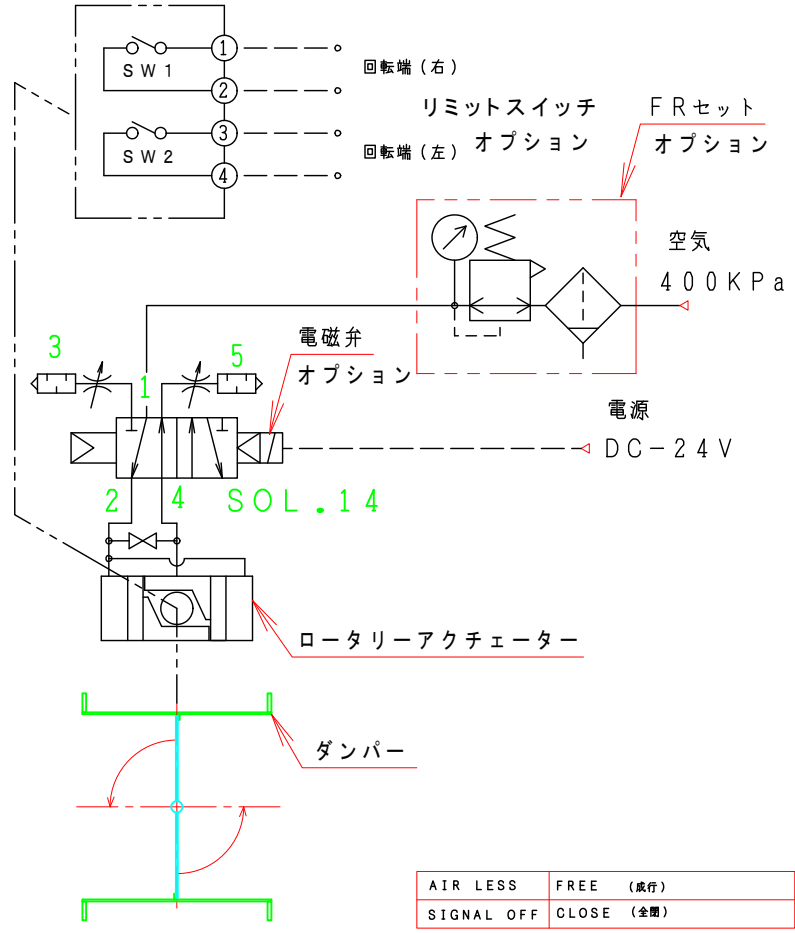 1
SW1
2
回転端(右)
3
SW2
4
回転端(左)
リミットスイッチ
オプション
FRセット
オプション
空気
400KPa
電磁弁
オプション
3
1
5
電源
DC-24V
2
4
SOL.14
ロータリーアクチェーター
ダンパー
AIR LESS
FREE (成行)
SIGNAL OFF
CLOSE (全閉)